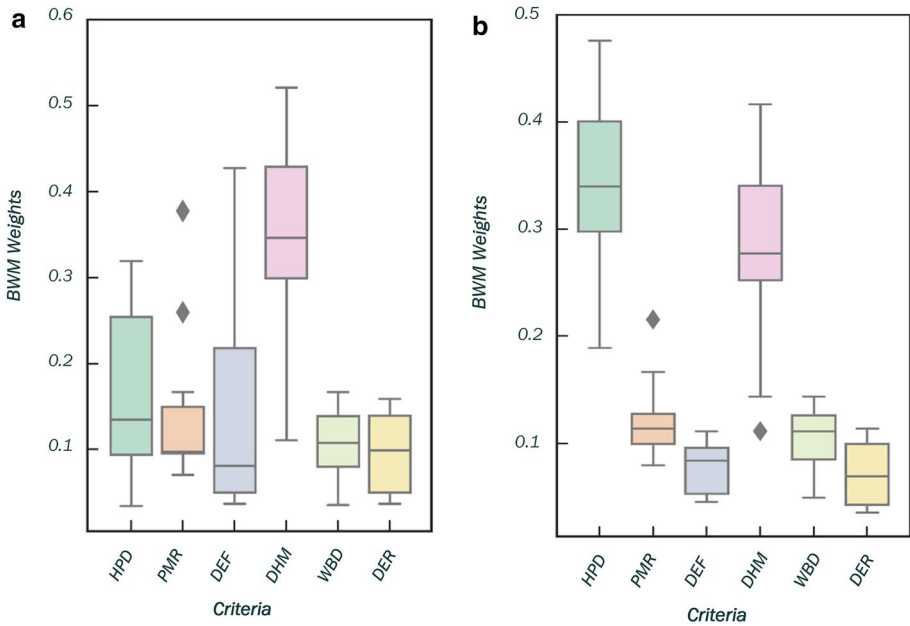 a
0.6
0.5
0.4
0.3
0.2
0.1
BWM Weights
HPD PMR DEF DHM WBD DER
Criteria
b
0.5
0.4
0.3
0.2
0.1
BWM Weights
HPD PMR DEF DHM WBD DER
Criteria